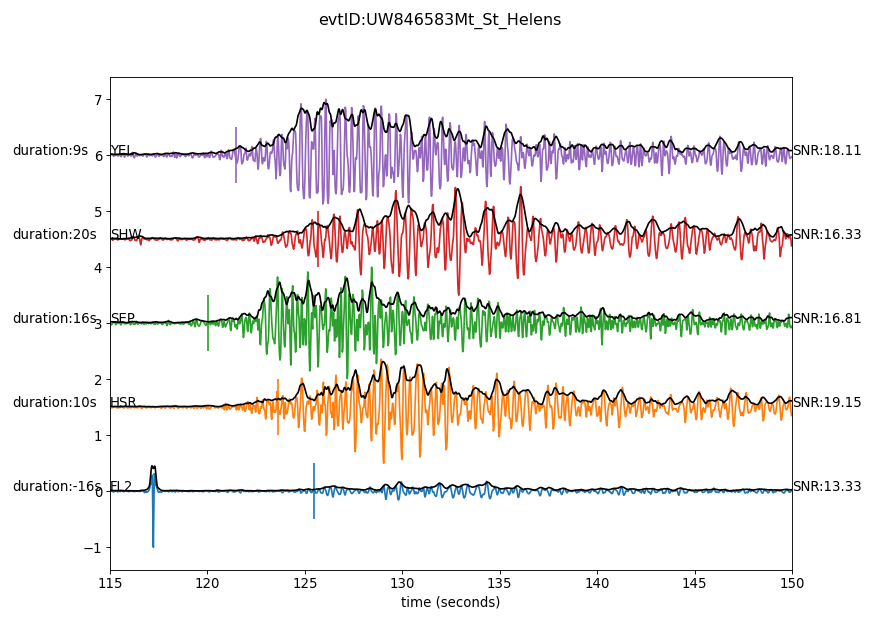 evtID:UW846583Mt_St_Helens
7
duration:9s YEL 6 SNR:18.11
5
duration:20s SHW SNR:16.33
4
duration:16s 3 SEP SNR:16.81
2
duration:10s HSR SNR:19.15
1
duration:-16s 0 EL2 SNR:13.33
−1
115 120 125 130 135 140 145 150
time (seconds)